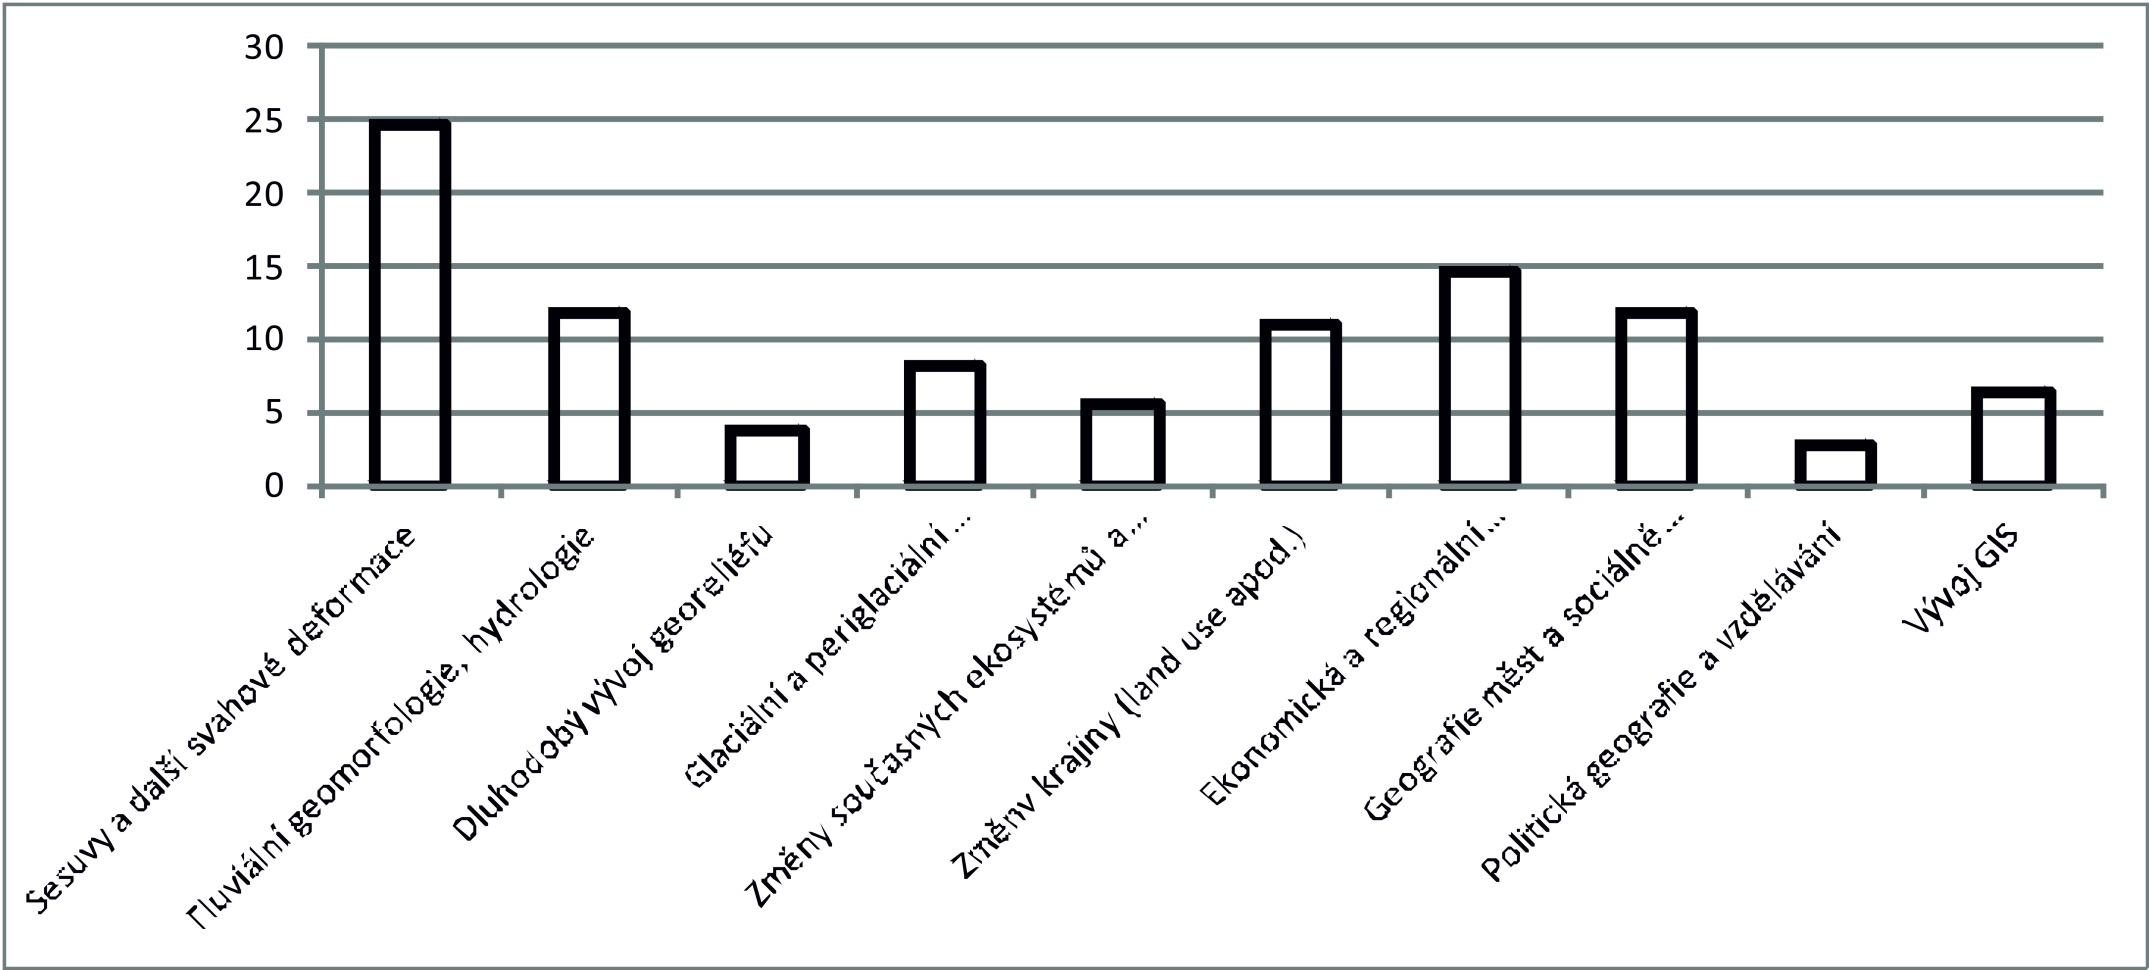 30
25
20
15
10
5
0
Sesuvy a další svahové deformace
Fluviální geomorfologie, hydrologie
Dluhodobý vývoj georeliéfu
Glaciální a periglaciální ...
Změny současných ekosystémů a...
Změny krajiny (land use apod.)
Ekonomická a regionální...
Geografie měst a sociálně...
Politická geografie a vzdělávání
Vývoj GIS